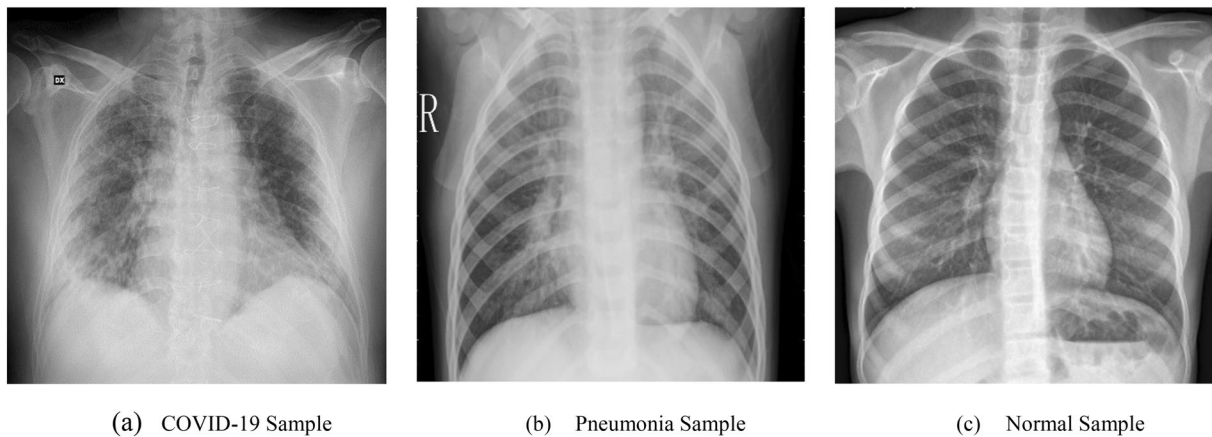 DX
R
(a) COVID-19 Sample
(b) Pneumonia Sample
(c) Normal Sample